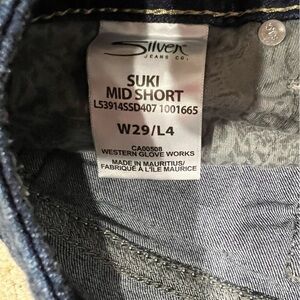 Silver
JEANS CO.
SUKI
MID SHORT
L53914SSD407 1001665
W29/L4
CA00508
WESTERN GLOVE WORKS
MADE IN MAURITIUS/
FABRIQUÉ À L'ÎLE MAURICE